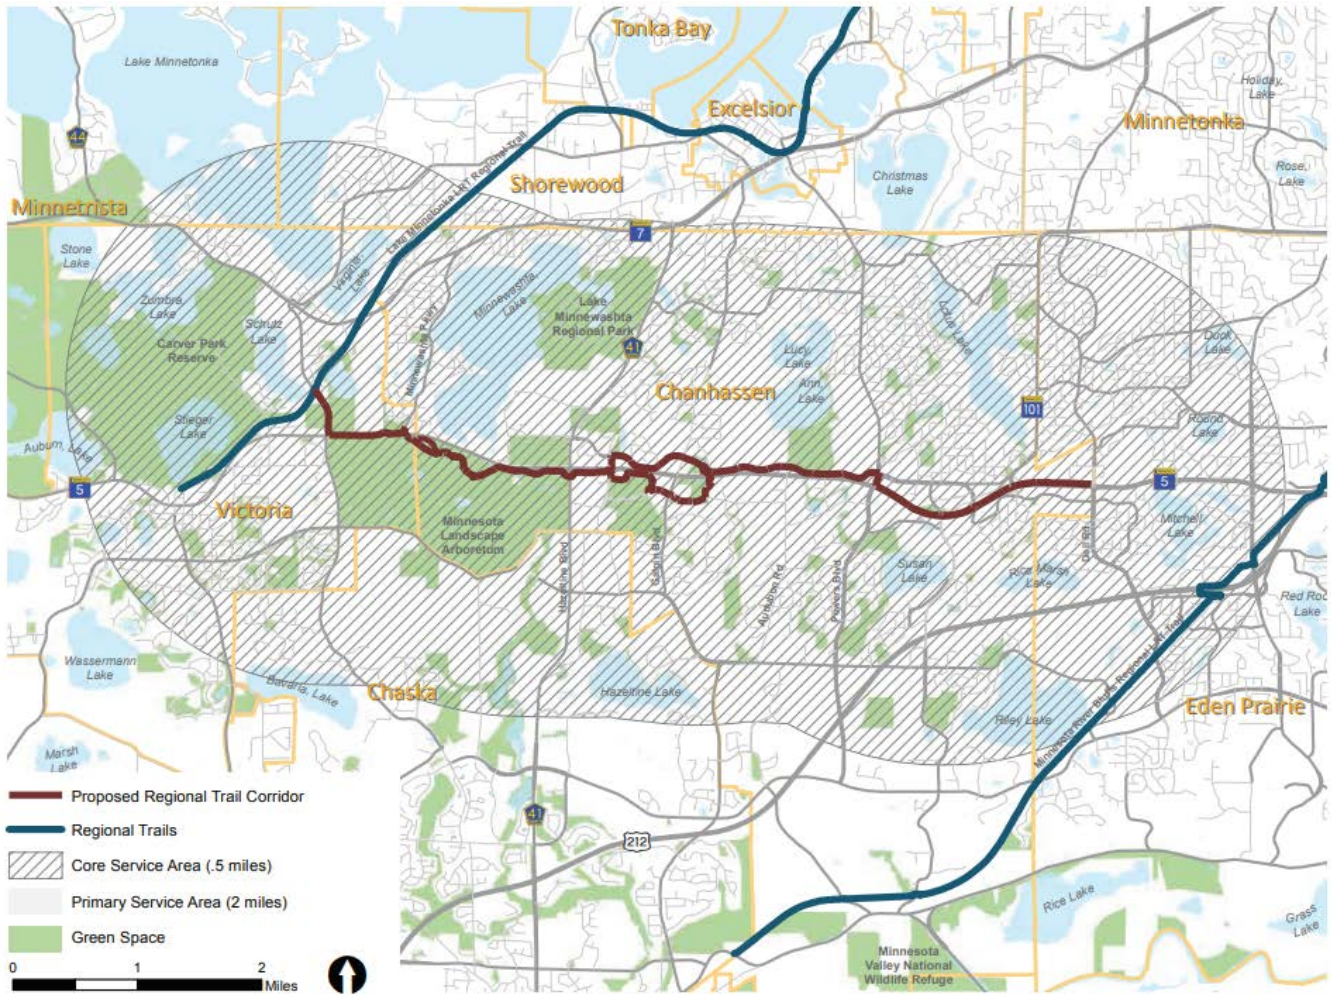 Tonka Bay
Lake Minnetonka
Holiday,
Lake
Excelsior
Minnetonka
44
Rose,
Lake
Christmas
Lake
Shorewood
Lake Minnetonka LRT Regional Trail
Minnetrista
7
Stone
Lake
Virginia,
Lake
Minnewashta,
Lake
Zumbra,
Lake
Lake
Minnewashta
Regional Park
Lotus Lake
Schutz
Lake
Carver Park
Reserve
41
Duck
Lake
Lucy,
Lake
Minnewashta Pkwy
Chanhassen
Ann,
Lake
101
Stieger
Lake
Round
Lake
Auburn, Lake
5
5
Victoria
Minnesota
Landscape
Arboretum
Mitchell
Lake
Hazeltine Blvd
Galpin Blvd
Audubon Rd
Powers Blvd
Dell Rd
Susan
Lake
Rice Marsh
Lake
Red Roc
Lake
Minnesota River Bluffs Regional LRT Trail
Wassermann
Lake
Bavaria, Lake
Chaska
Hazeltine Lake
Riley Lake
Eden Prairie
Marsh
Lake
Proposed Regional Trail Corridor
Regional Trails
Core Service Area (.5 miles)
Primary Service Area (2 miles)
Green Space
0 1 2
Miles
41
212
Rice Lake
Grass
Lake
Minnesota
Valley National
Wildlife Refuge